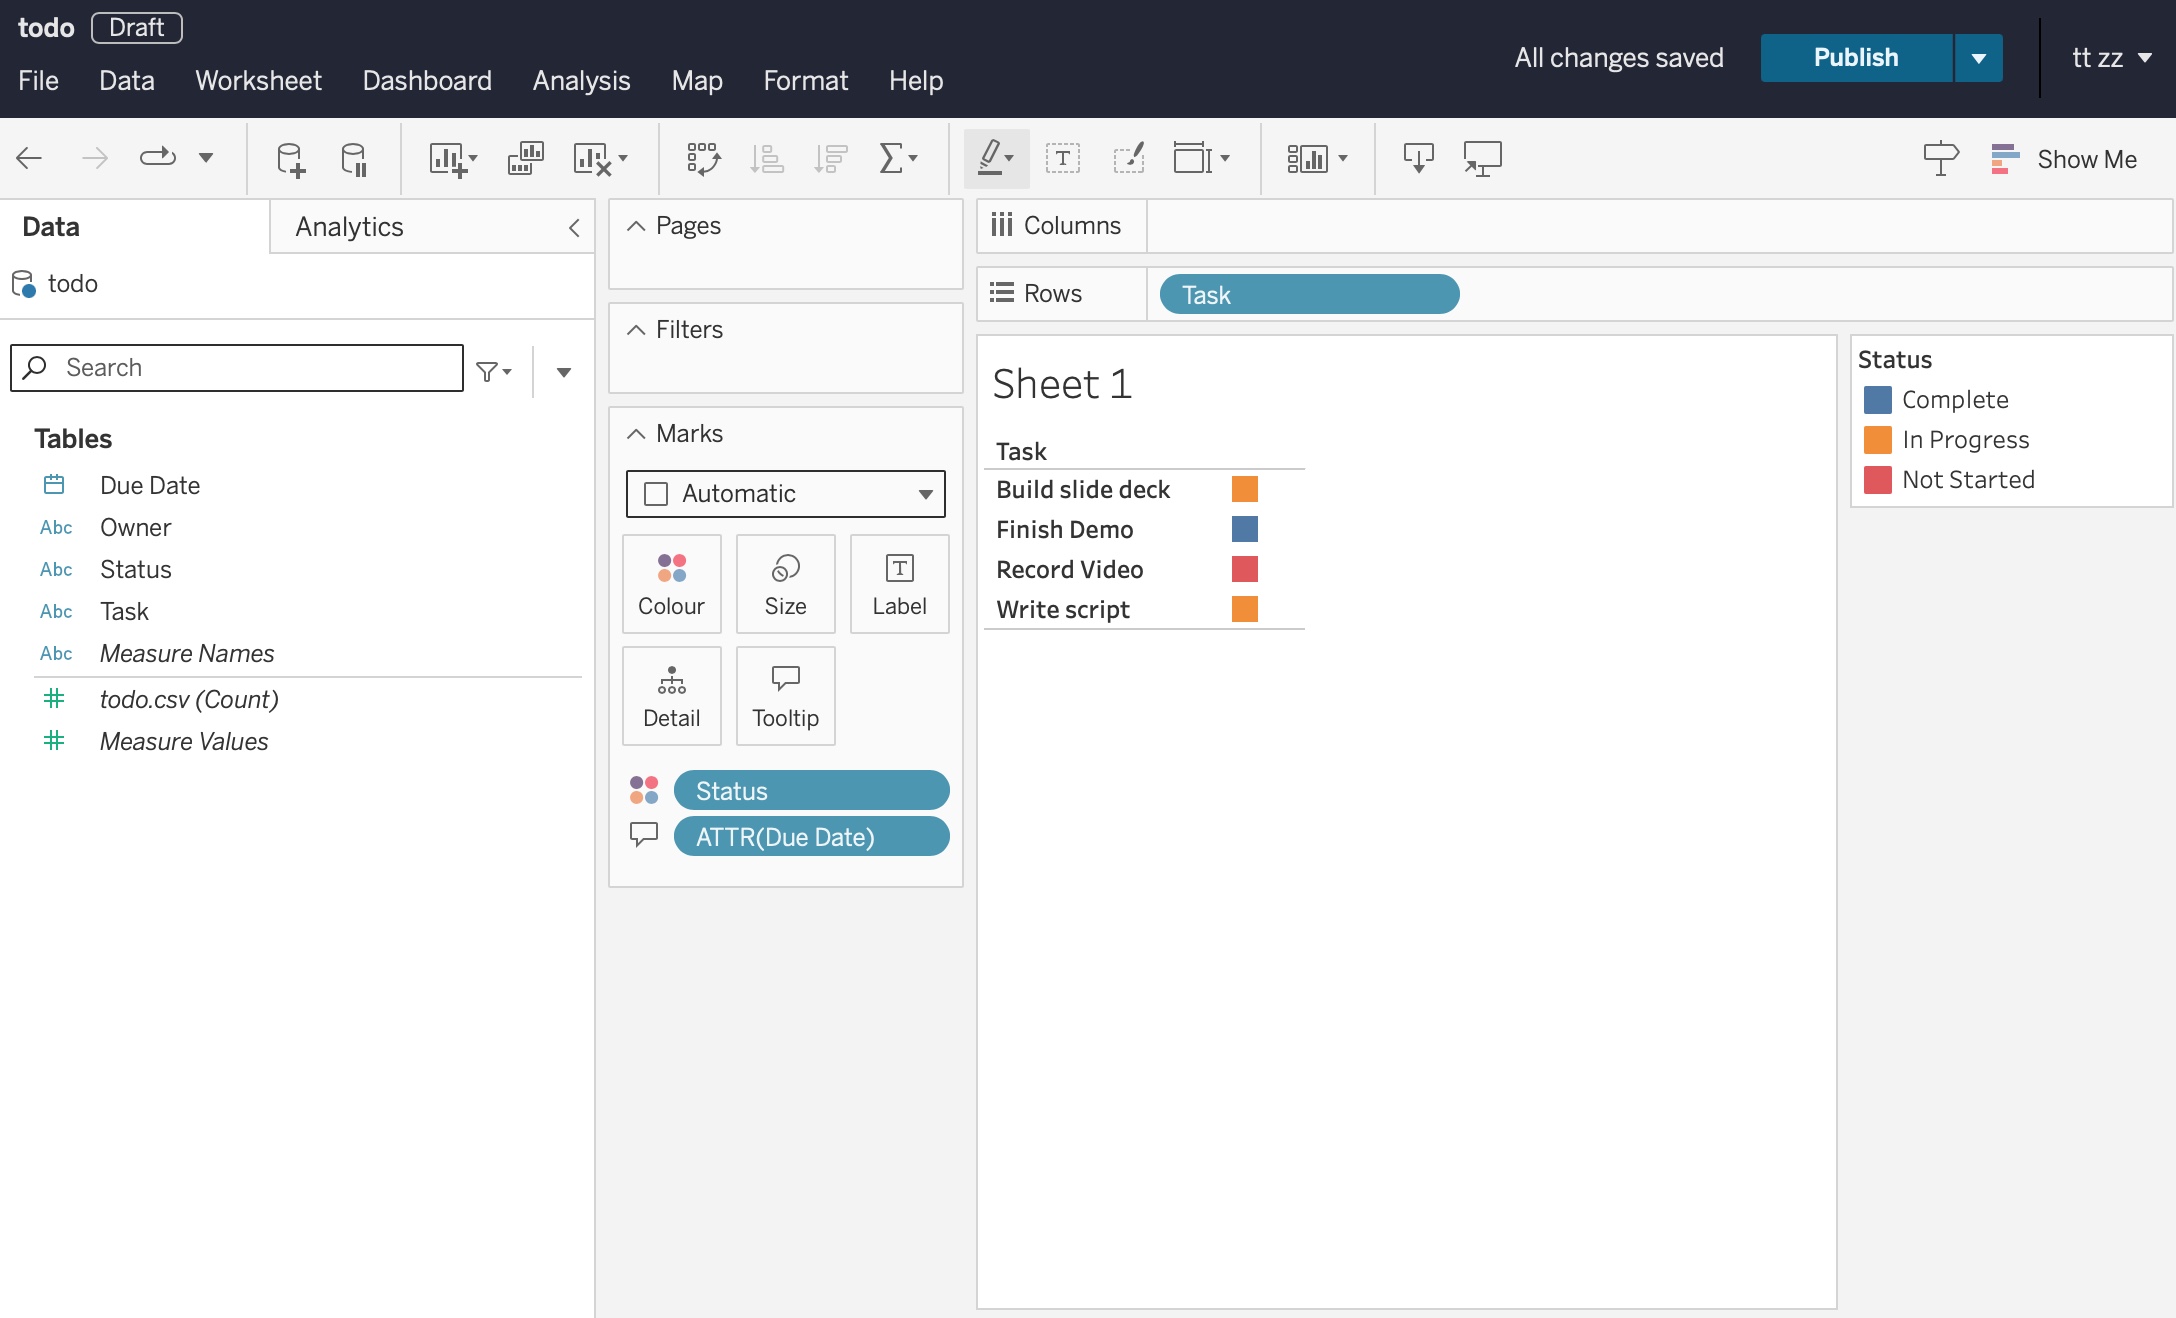 todo Draft
File Data Worksheet Dashboard Analysis Map Format Help
All changes saved Publish tt zz
Show Me
Data Analytics
todo
Search
Tables
Due Date
Abc Owner
Abc Status
Abc Task
Abc Measure Names
todo.csv (Count)
Measure Values
Pages
Filters
Marks
Automatic
Colour Size T Label
Detail Tooltip
Status
ATTR(Due Date)
Columns
Rows Task
Sheet 1
Task
Build slide deck
Finish Demo
Record Video
Write script
Status
Complete
In Progress
Not Started